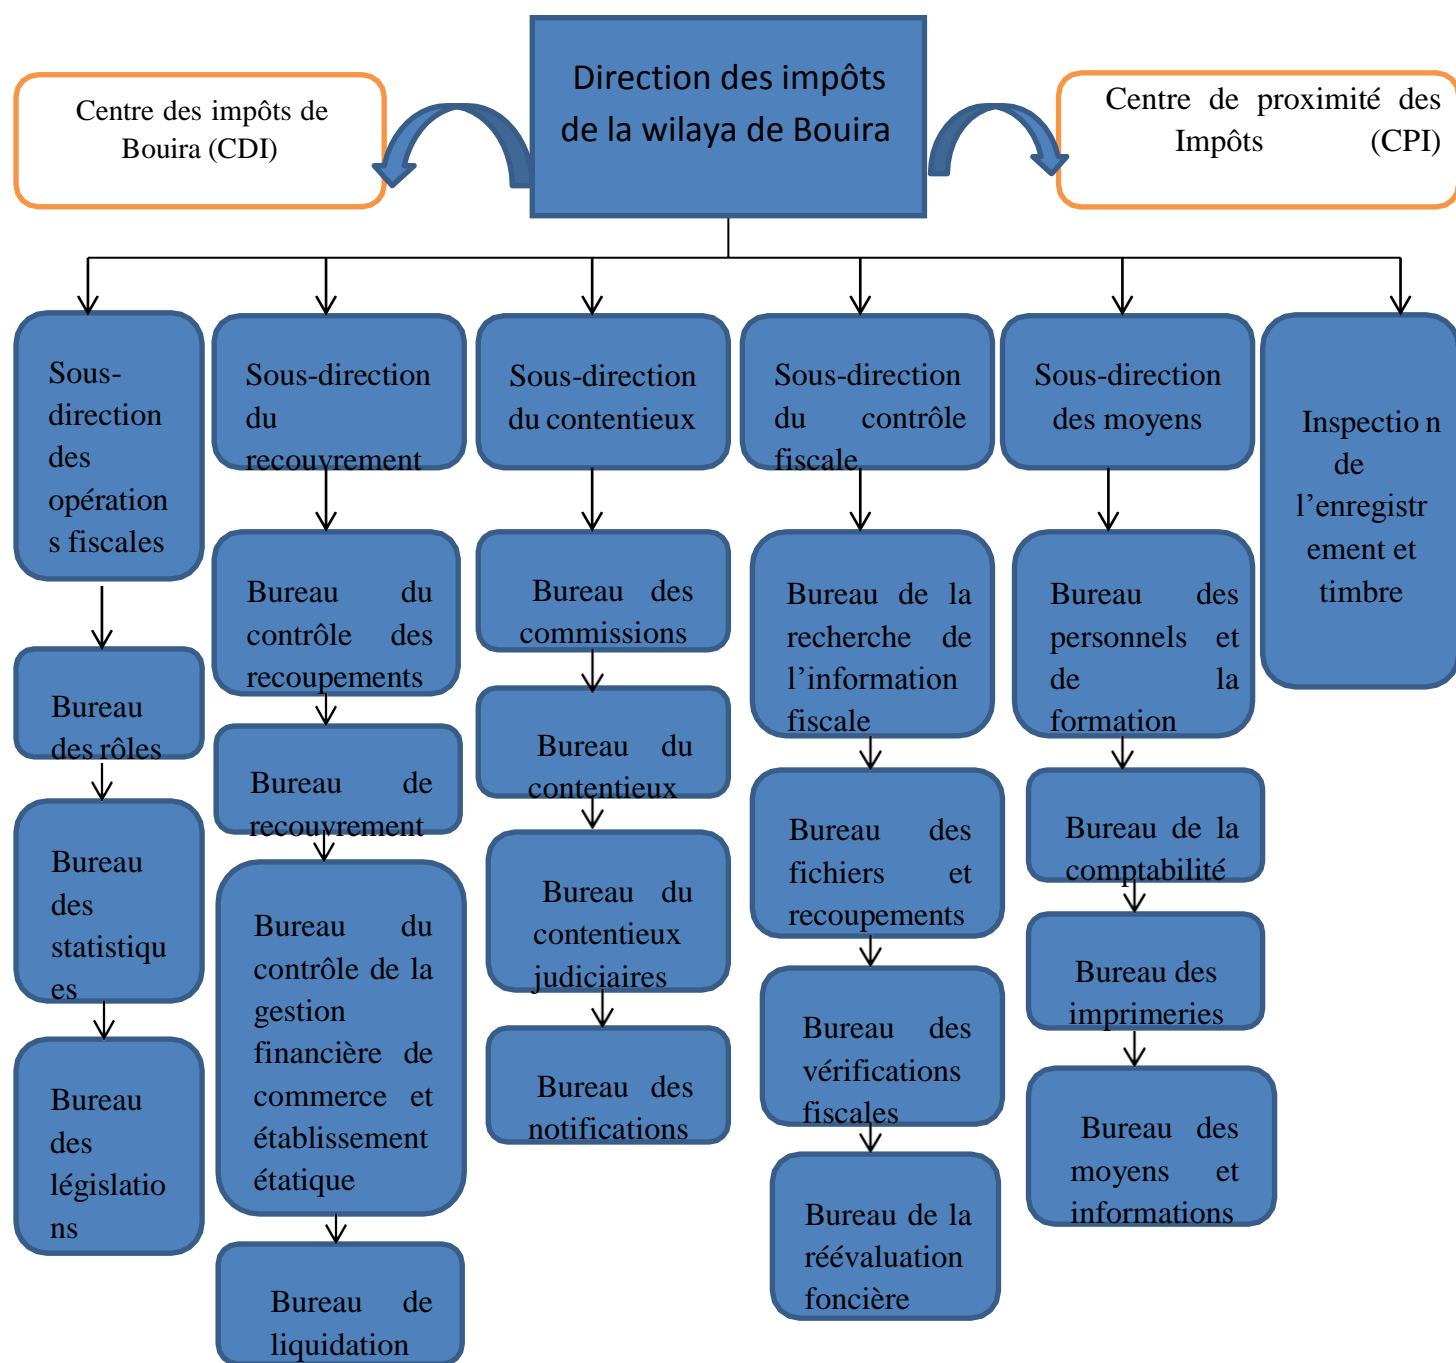 Direction des impôts
de la wilaya de Bouira
Centre des impôts de
Bouira (CDI)
Centre de proximité des
Impôts (CPI)
Sous-
direction
des
opération
s fiscales
Bureau
des rôles
Bureau
des
statistiqu
es
Bureau
des
législatio
ns
Sous-direction
du
recouvrement
Bureau du
contrôle des
recoupements
Bureau de
recouvrement
Bureau du
contrôle de la
gestion
financière de
commerce et
établissement
étatique
Bureau de
liquidation
Sous-direction
du contentieux
Bureau des
commissions
Bureau du
contentieux
Bureau du
contentieux
judiciaires
Bureau des
notifications
Sous-direction
du contrôle
fiscale
Bureau de la
recherche de
l’information
fiscale
Bureau des
fichiers et
recoupements
Bureau des
vérifications
fiscales
Bureau de la
réévaluation
foncière
Sous-direction
des moyens
Bureau des
personnels et
de la
formation
Bureau de la
comptabilité
Bureau des
imprimeries
Bureau des
moyens et
informations
Inspectio n
de
l’enregistr
ement et
timbre